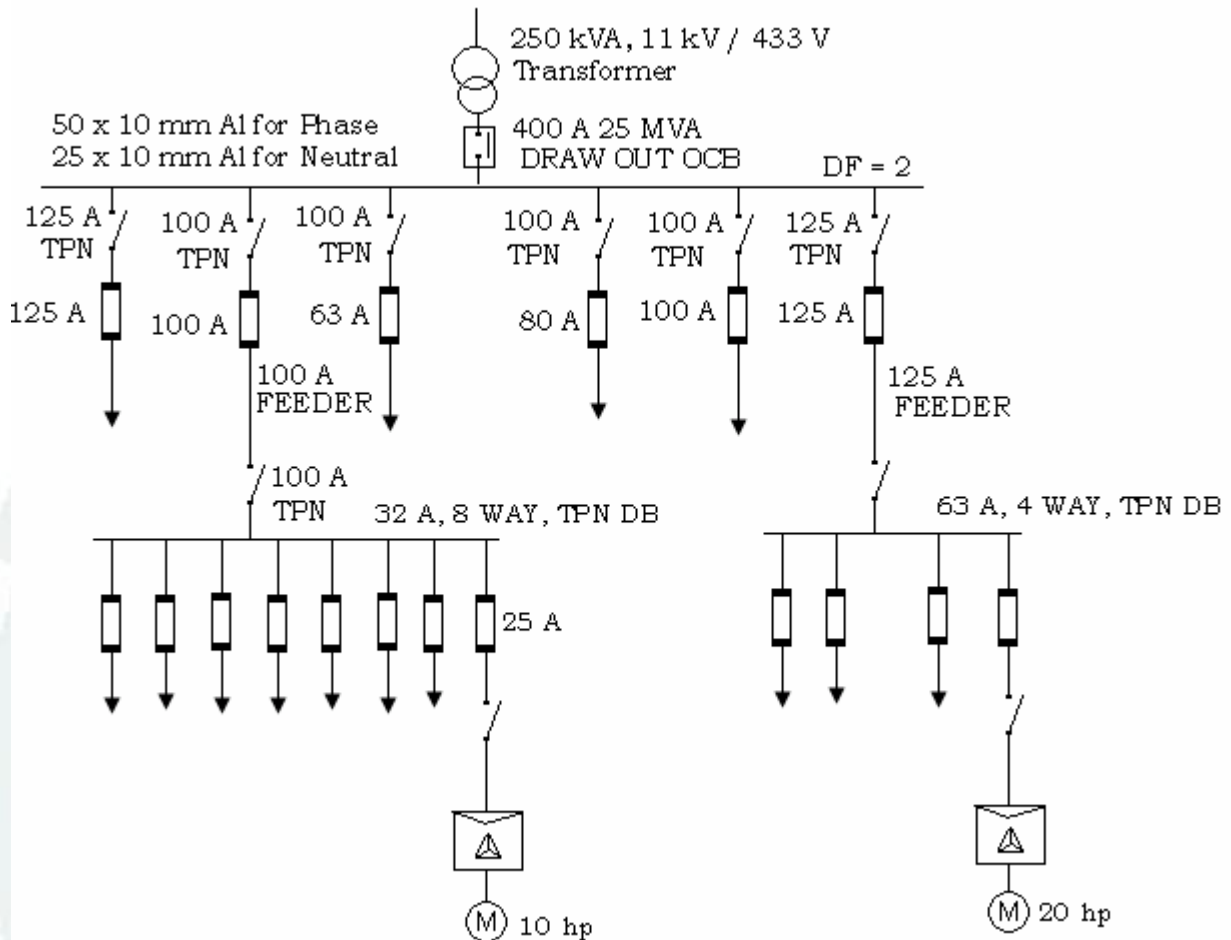 250 kVA, 11 kV / 433 V
Transformer
50 x 10 mm Al for Phase
25 x 10 mm Al for Neutral
400 A 25 MVA
DRAW OUT OCB
DF = 2
125 A
TPN
100 A
TPN
100 A
TPN
100 A
TPN
100 A
TPN
125 A
TPN
125 A
100 A
63 A
80 A
100 A
125 A
100 A
FEEDER
125 A
FEEDER
100 A
TPN
32 A, 8 WAY, TPN DB
63 A, 4 WAY, TPN DB
25 A
M
10 hp
M
20 hp